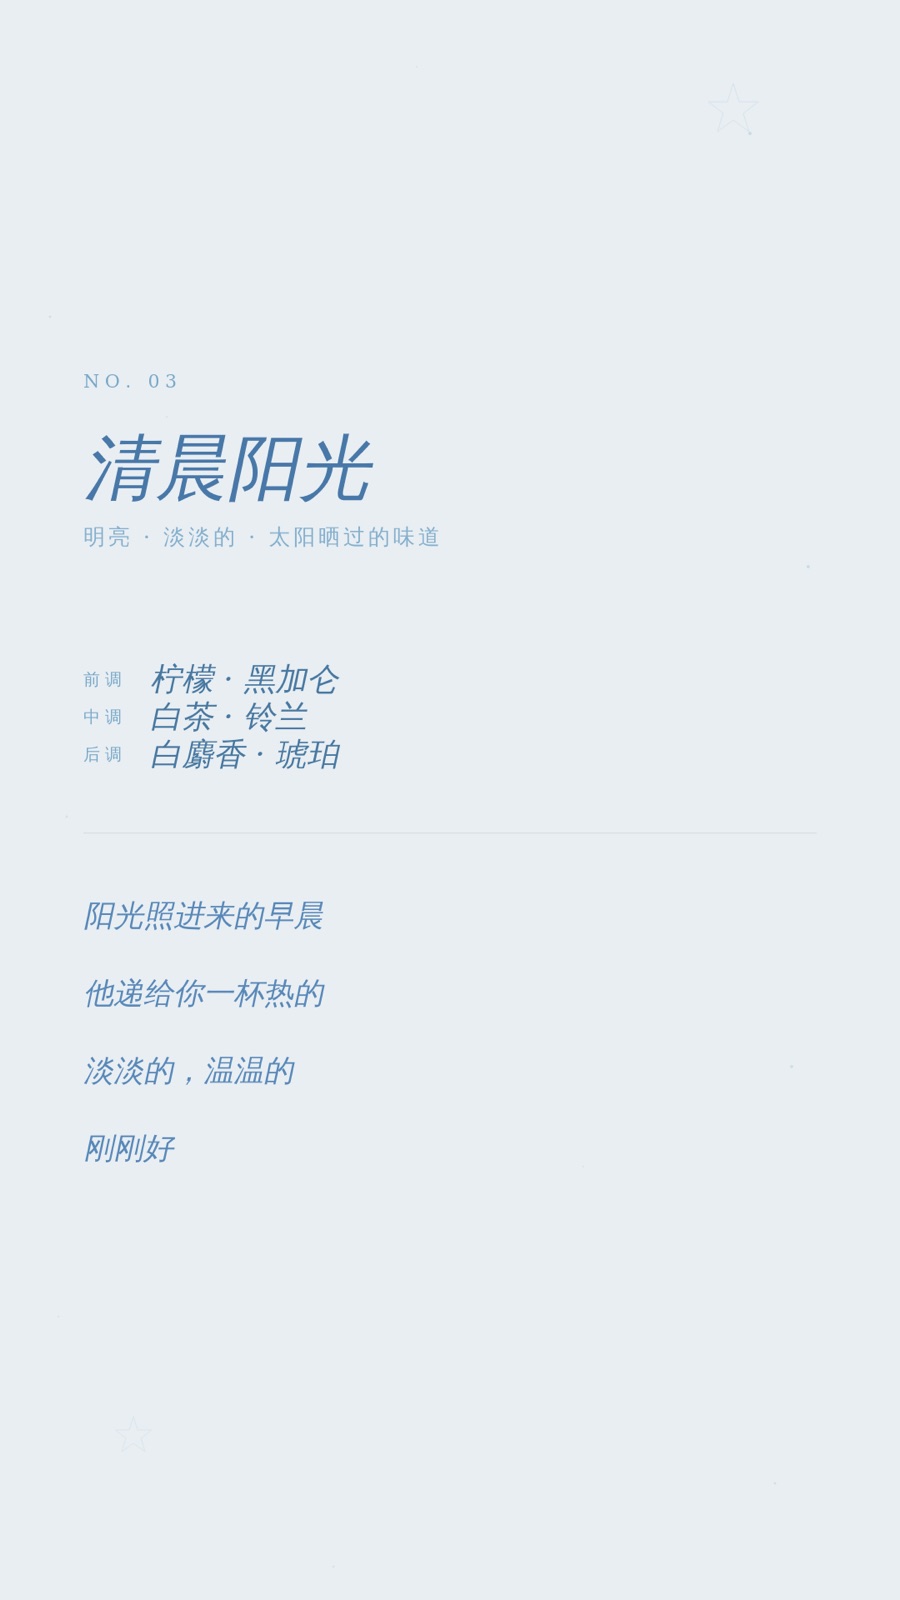 NO. 03
清晨阳光
明亮 · 淡淡的 · 太阳晒过的味道
前调 柠檬 · 黑加仑
中调 白茶 · 铃兰
后调 白麝香 · 琥珀
阳光照进来的早晨
他递给你一杯热的
淡淡的，温温的
刚刚好